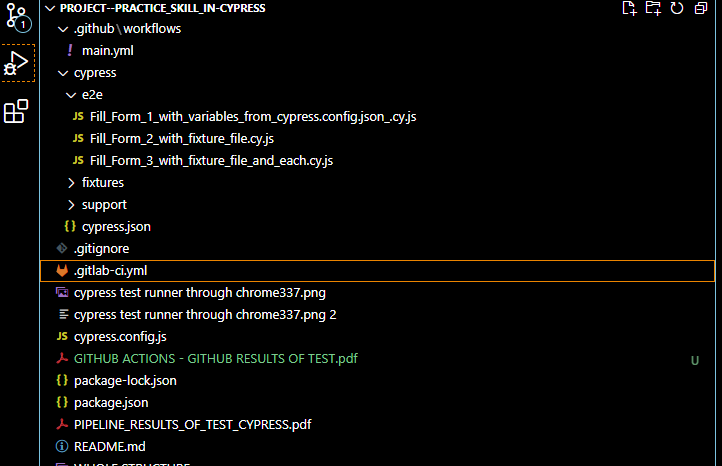 PROJECT--PRACTICE_SKILL_IN-CYPRESS
.github\workflows
! main.yml
cypress
e2e
JS Fill_Form_1_with_variables_from_cypress.config.json_.cy.js
JS Fill_Form_2_with_fixture_file.cy.js
JS Fill_Form_3_with_fixture_file_and_each.cy.js
fixtures
support
{} cypress.json
.gitignore
.gitlab-ci.yml
cypress test runner through chrome337.png
cypress test runner through chrome337.png 2
JS cypress.config.js
GITHUB ACTIONS - GITHUB RESULTS OF TEST.pdf U
{} package-lock.json
{} package.json
PIPELINE_RESULTS_OF_TEST_CYPRESS.pdf
README.md
WHOLE STRUCTURE
1